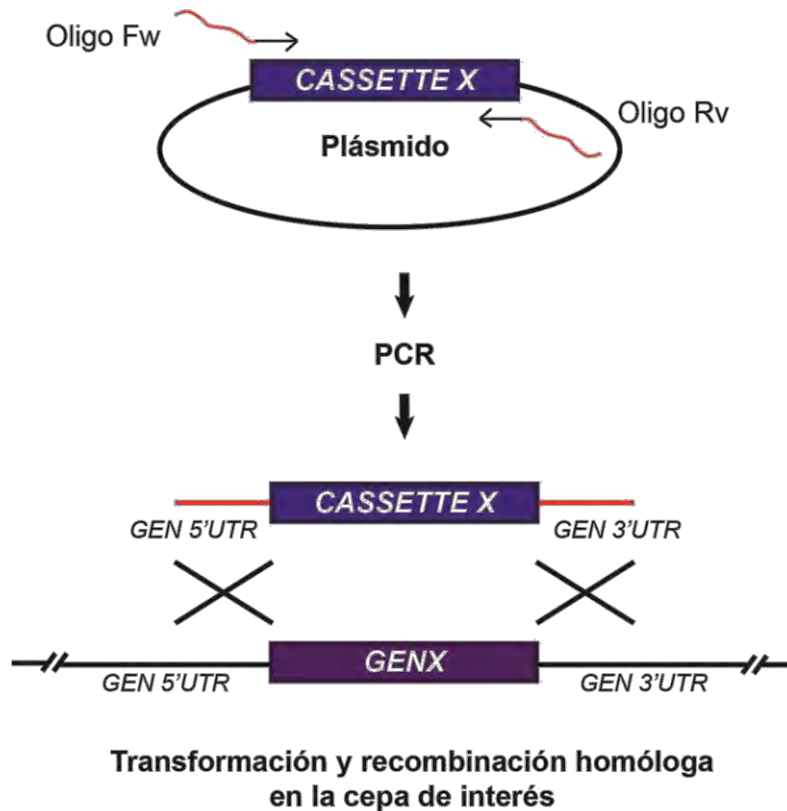 Oligo Fw
CASSETTE X
Oligo Rv
Plásmido
PCR
CASSETTE X
GEN 5'UTR
GEN 3'UTR
GENX
GEN 5'UTR
GEN 3'UTR
Transformación y recombinación homóloga
en la cepa de interés